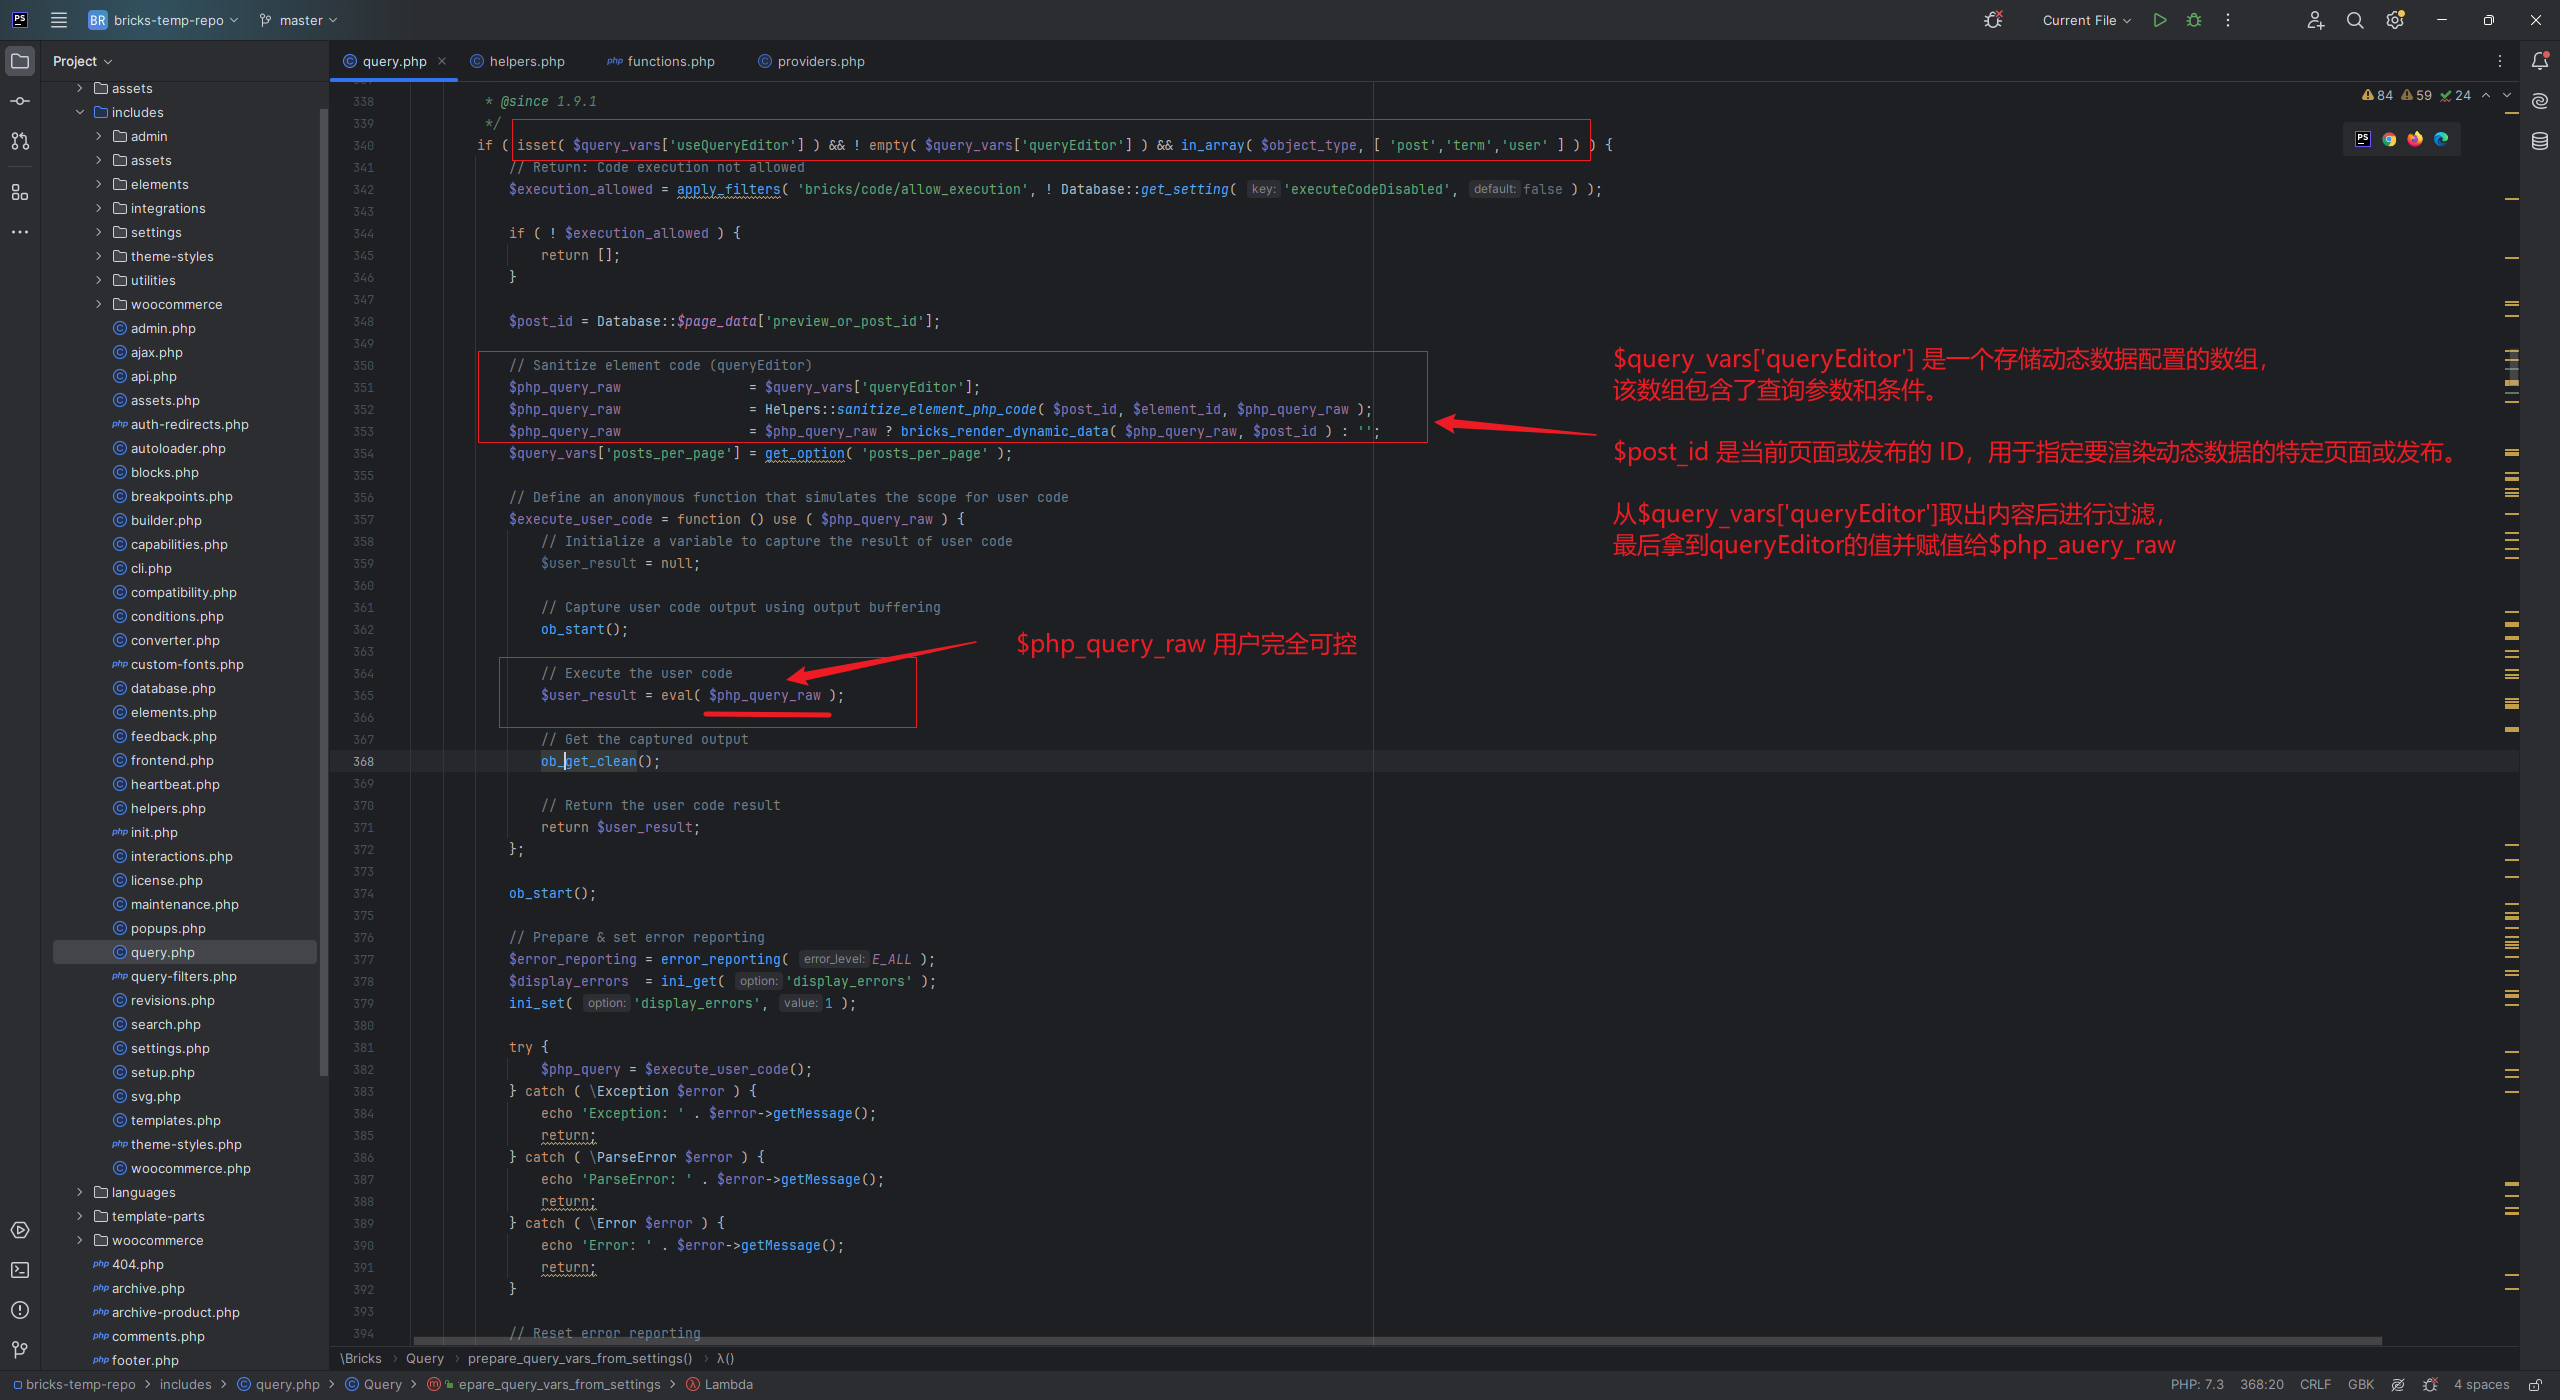 PS
BR bricks-temp-repo
master
Current File
Project
query.php
helpers.php
php functions.php
providers.php
assets
includes
admin
assets
elements
integrations
settings
theme-styles
utilities
woocommerce
admin.php
ajax.php
api.php
assets.php
php auth-redirects.php
autoloader.php
blocks.php
breakpoints.php
builder.php
capabilities.php
cli.php
compatibility.php
conditions.php
converter.php
php custom-fonts.php
database.php
elements.php
feedback.php
frontend.php
heartbeat.php
helpers.php
php init.php
interactions.php
license.php
maintenance.php
popups.php
query.php
php query-filters.php
revisions.php
search.php
settings.php
setup.php
svg.php
templates.php
php theme-styles.php
woocommerce.php
languages
template-parts
woocommerce
php 404.php
php archive.php
php archive-product.php
php comments.php
php footer.php
84 59 24
338 * @since 1.9.1
339 */
340 if ( isset( $query_vars['useQueryEditor'] ) && ! empty( $query_vars['queryEditor'] ) && in_array( $object_type, [ 'post','term','user' ] ) ) {
341 // Return: Code execution not allowed
342 $execution_allowed = apply_filters( 'bricks/code/allow_execution', ! Database::get_setting( key: 'executeCodeDisabled', default: false ) );
343
344 if ( ! $execution_allowed ) {
345 return [];
346 }
347
348 $post_id = Database::$page_data['preview_or_post_id'];
349
350 // Sanitize element code (queryEditor)
351 $php_query_raw = $query_vars['queryEditor'];
352 $php_query_raw = Helpers::sanitize_element_php_code( $post_id, $element_id, $php_query_raw );
353 $php_query_raw = $php_query_raw ? bricks_render_dynamic_data( $php_query_raw, $post_id ) : '';
354 $query_vars['posts_per_page'] = get_option( 'posts_per_page' );
355
356 // Define an anonymous function that simulates the scope for user code
357 $execute_user_code = function () use ( $php_query_raw ) {
358 // Initialize a variable to capture the result of user code
359 $user_result = null;
360
361 // Capture user code output using output buffering
362 ob_start();
363
364 // Execute the user code
365 $user_result = eval( $php_query_raw );
366
367 // Get the captured output
368 ob_get_clean();
369
370 // Return the user code result
371 return $user_result;
372 };
373
374 ob_start();
375
376 // Prepare & set error reporting
377 $error_reporting = error_reporting( error_level: E_ALL );
378 $display_errors = ini_get( option: 'display_errors' );
379 ini_set( option: 'display_errors', value: 1 );
380
381 try {
382 $php_query = $execute_user_code();
383 } catch ( \Exception $error ) {
384 echo 'Exception: ' . $error->getMessage();
385 return;
386 } catch ( \ParseError $error ) {
387 echo 'ParseError: ' . $error->getMessage();
388 return;
389 } catch ( \Error $error ) {
390 echo 'Error: ' . $error->getMessage();
391 return;
392 }
393
394 // Reset error reporting
$query_vars['queryEditor'] 是一个存储动态数据配置的数组，
该数组包含了查询参数和条件。
$post_id 是当前页面或发布的 ID，用于指定要渲染动态数据的特定页面或发布。
从$query_vars['queryEditor']取出内容后进行过滤，
最后拿到queryEditor的值并赋值给$php_auery_raw
$php_query_raw 用户完全可控
\Bricks > Query > prepare_query_vars_from_settings() > λ()
bricks-temp-repo > includes > query.php > Query > epare_query_vars_from_settings > Lambda
PHP: 7.3 368:20 CRLF GBK 4 spaces